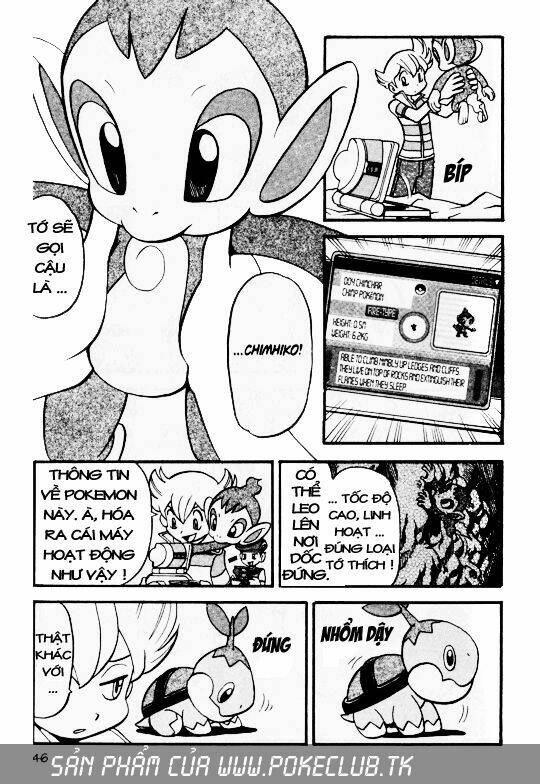 TỚ SẼ
GỌI
CẬU
LÀ ...
...CHIMHIKO!
BÍP
004 CHIMCHAR
CHIMP POKEMON
FIRE-TYPE
HEIGHT: 0.5M
WEIGHT: 6.2KG
ABLE TO CLIMB NIMBLY UP LEDGES AND CLIFFS
THEY LIVE ON TOP OF ROCKS AND EXTINGUISH THEIR
FLAMES WHEN THEY SLEEP
THÔNG TIN
VỀ POKEMON
NÀY. À, HÓA
RA CÁI MÁY
HOẠT ĐỘNG
NHƯ VẬY !
CÓ
THỂ
LEO
LÊN
NƠI
DỐC
ĐỨNG.
... TỐC ĐỘ
CAO, LINH
HOẠT ...
ĐÚNG LOẠI
TỚ THÍCH !
THẬT
KHÁC
VỚI
...
ĐỨNG
NHỔM DẬY
46
SẢN PHẨM CỦA WWW.POKECLUB.TK